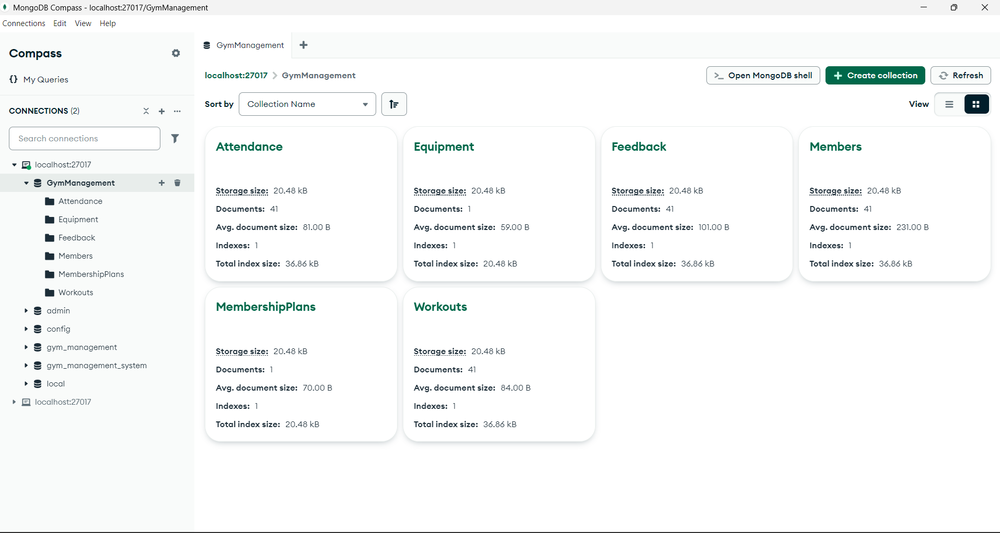 MongoDB Compass - localhost:27017/GymManagement
Connections Edit View Help
Compass
{} My Queries
CONNECTIONS (2)
Search connections
localhost:27017
GymManagement
Attendance
Equipment
Feedback
Members
MembershipPlans
Workouts
admin
config
gym_management
gym_management_system
local
localhost:27017
GymManagement
localhost:27017 > GymManagement
>_ Open MongoDB shell
+ Create collection
Refresh
Sort by Collection Name
View
Attendance
Storage size: 20.48 kB
Documents: 41
Avg. document size: 81.00 B
Indexes: 1
Total index size: 36.86 kB
Equipment
Storage size: 20.48 kB
Documents: 1
Avg. document size: 59.00 B
Indexes: 1
Total index size: 20.48 kB
Feedback
Storage size: 20.48 kB
Documents: 41
Avg. document size: 101.00 B
Indexes: 1
Total index size: 36.86 kB
Members
Storage size: 20.48 kB
Documents: 41
Avg. document size: 231.00 B
Indexes: 1
Total index size: 36.86 kB
MembershipPlans
Storage size: 20.48 kB
Documents: 1
Avg. document size: 70.00 B
Indexes: 1
Total index size: 20.48 kB
Workouts
Storage size: 20.48 kB
Documents: 41
Avg. document size: 84.00 B
Indexes: 1
Total index size: 36.86 kB